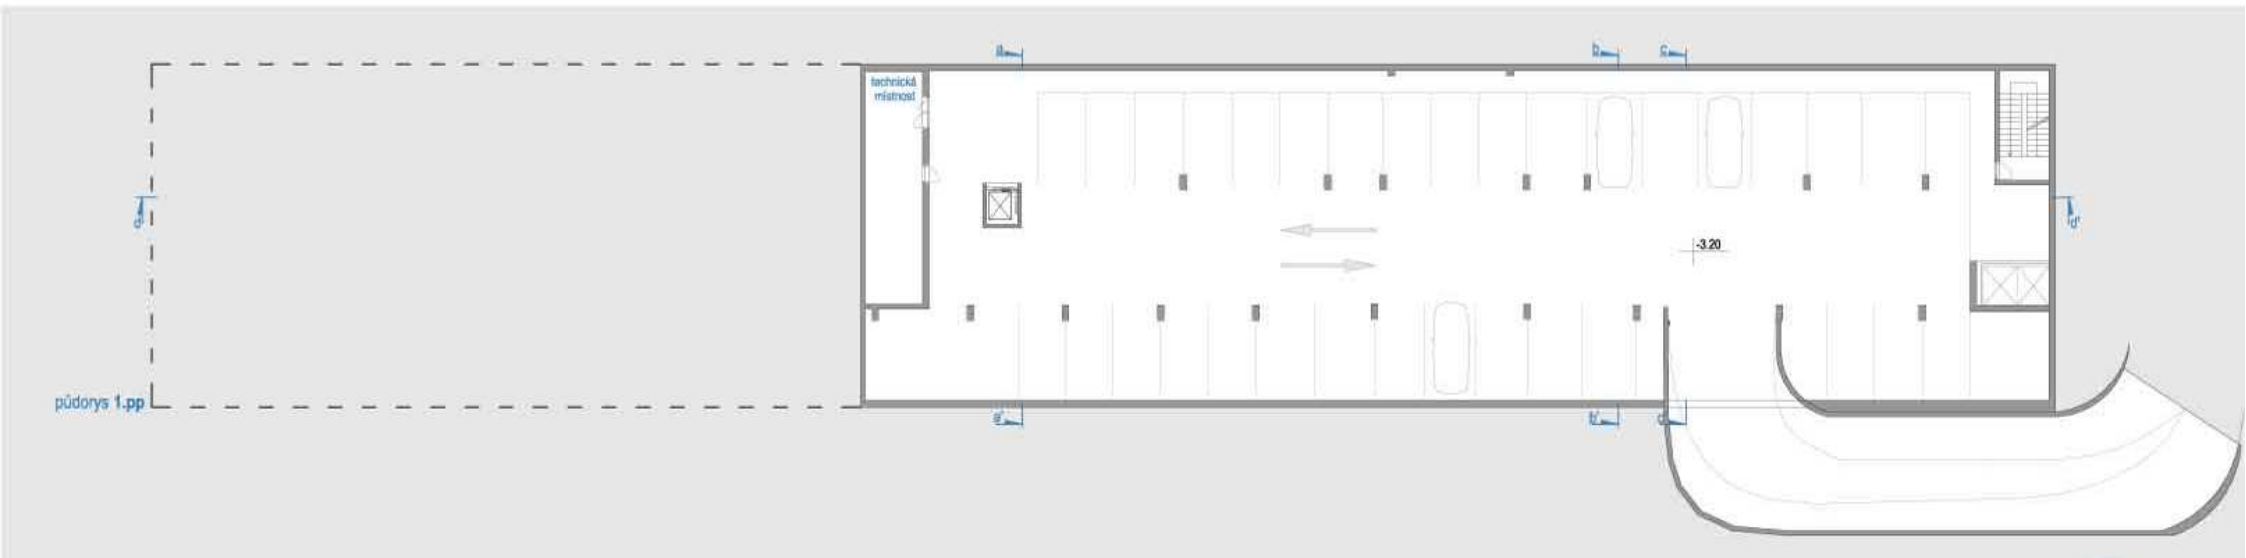 a b c
technická
místnost
d d'
-3.20
půdorys 1.pp
a' b' c'